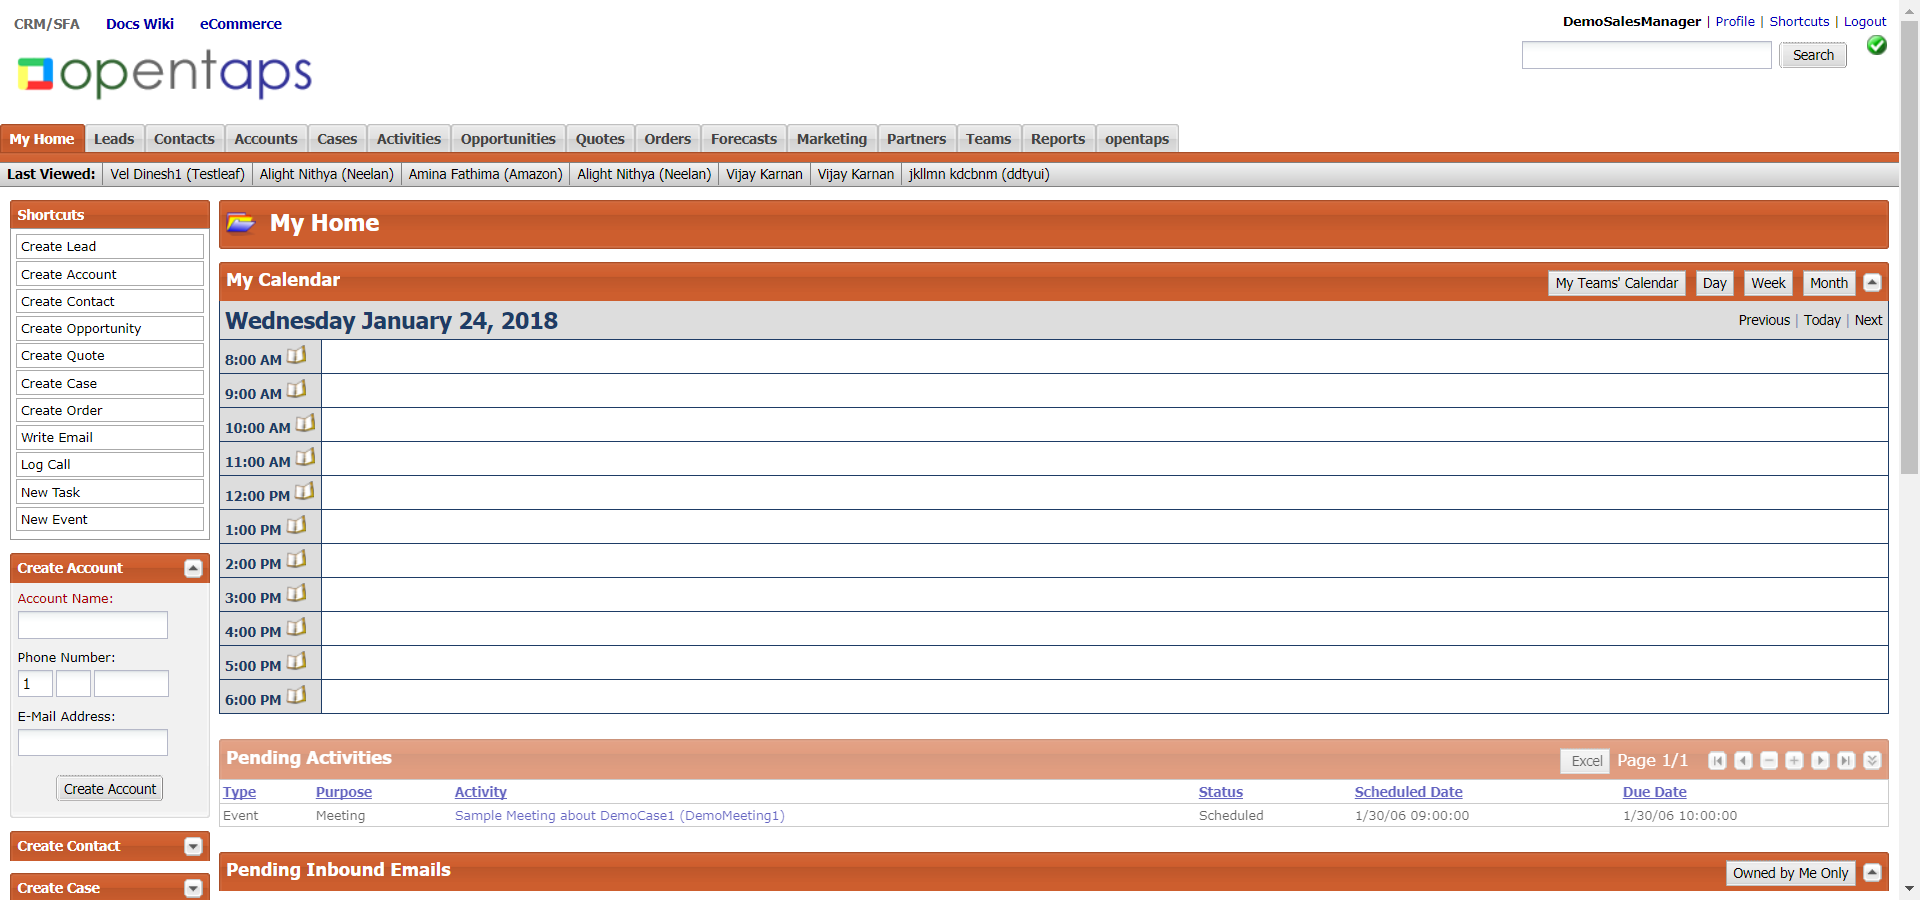 CRM/SFA Docs Wiki eCommerce
DemoSalesManager | Profile | Shortcuts | Logout
Search
opentaps
My Home Leads Contacts Accounts Cases Activities Opportunities Quotes Orders Forecasts Marketing Partners Teams Reports opentaps
Last Viewed: Vel Dinesh1 (Testleaf) Alight Nithya (Neelan) Amina Fathima (Amazon) Alight Nithya (Neelan) Vijay Karnan Vijay Karnan jkllmn kdcbnm (ddtyui)
Shortcuts
Create Lead
Create Account
Create Contact
Create Opportunity
Create Quote
Create Case
Create Order
Write Email
Log Call
New Task
New Event
Create Account
Account Name:
Phone Number:
1
E-Mail Address:
Create Account
Create Contact
Create Case
My Home
My Calendar My Teams' Calendar Day Week Month
Wednesday January 24, 2018 Previous | Today | Next
8:00 AM
9:00 AM
10:00 AM
11:00 AM
12:00 PM
1:00 PM
2:00 PM
3:00 PM
4:00 PM
5:00 PM
6:00 PM
Pending Activities Excel Page 1/1
Type Purpose Activity Status Scheduled Date Due Date
Event Meeting Sample Meeting about DemoCase1 (DemoMeeting1) Scheduled 1/30/06 09:00:00 1/30/06 10:00:00
Pending Inbound Emails Owned by Me Only